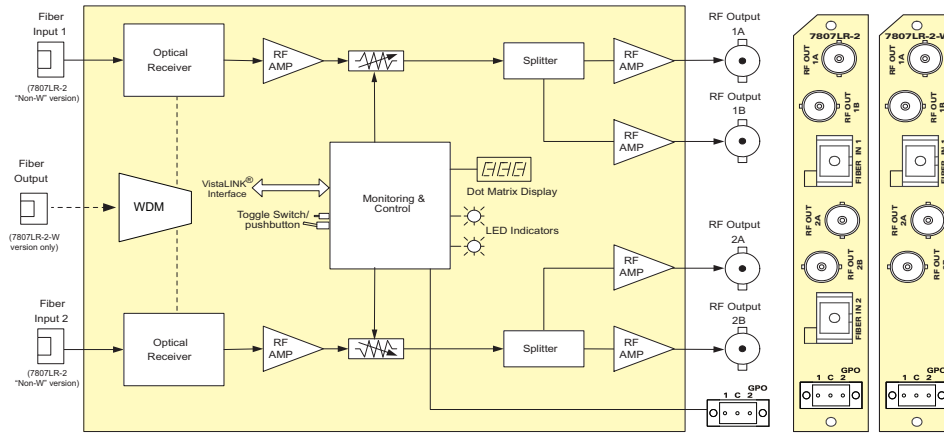 Fiber
Input 1
(7807LR-2
"Non-W" version)
Optical
Receiver
RF
AMP
Splitter
RF
AMP
RF Output
1A
RF
AMP
RF Output
1B
Fiber
Output
(7807LR-2-W
version only)
WDM
VistaLINK®
Interface
Toggle Switch/
pushbutton
Monitoring &
Control
Dot Matrix Display
LED Indicators
RF
AMP
RF Output
2A
Fiber
Input 2
(7807LR-2
"Non-W" version)
Optical
Receiver
RF
AMP
Splitter
RF
AMP
RF Output
2B
GPO
1 C 2
7807LR-2
RF OUT
1A
RF OUT
1B
FIBER IN 1
RF OUT
2A
RF OUT
2B
FIBER IN 2
GPO
1 C 2
7807LR-2-W
RF OUT
1A
RF OUT
1B
FIBER IN 1
RF OUT
2A
RF OUT
2B
GPO
1 C 2